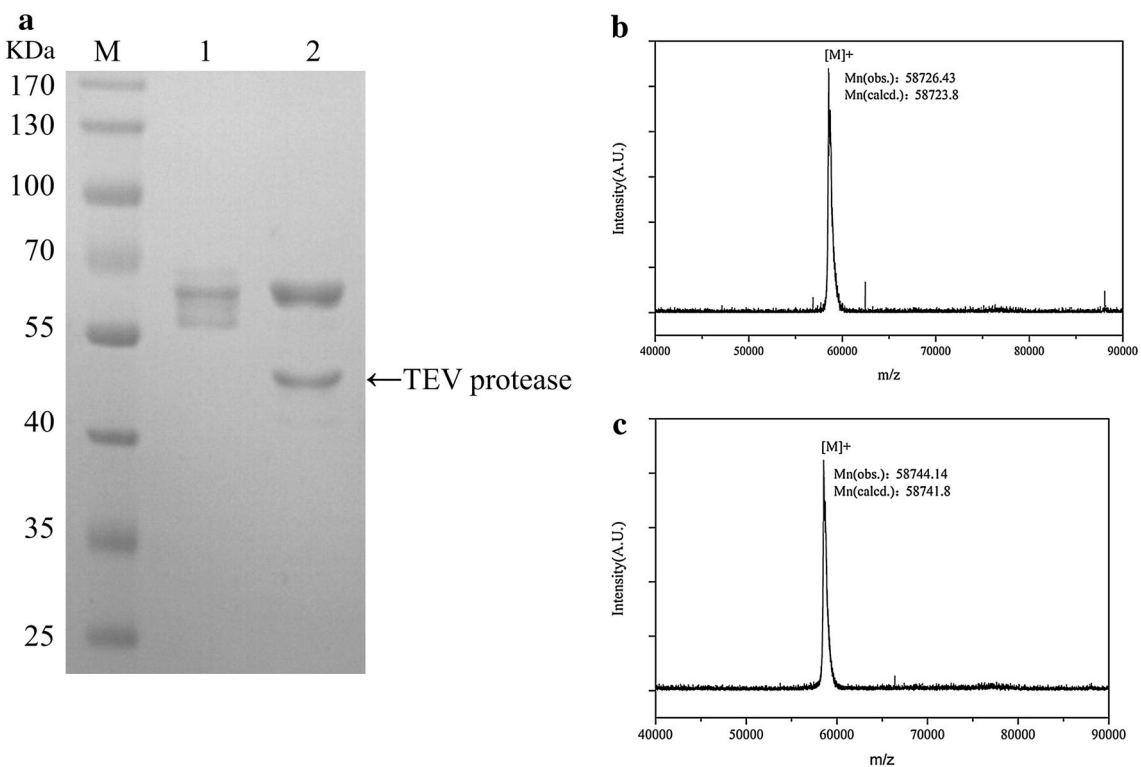 a
KDa M 1 2
170
130
100
70
55
40
35
25
←TEV protease
b
[M]+
Mn(obs.): 58726.43
Mn(calcd.): 58723.8
Intensity(A.U.)
40000 50000 60000 70000 80000 90000
m/z
c
[M]+
Mn(obs.): 58744.14
Mn(calcd.): 58741.8
Intensity(A.U.)
40000 50000 60000 70000 80000 90000
m/z